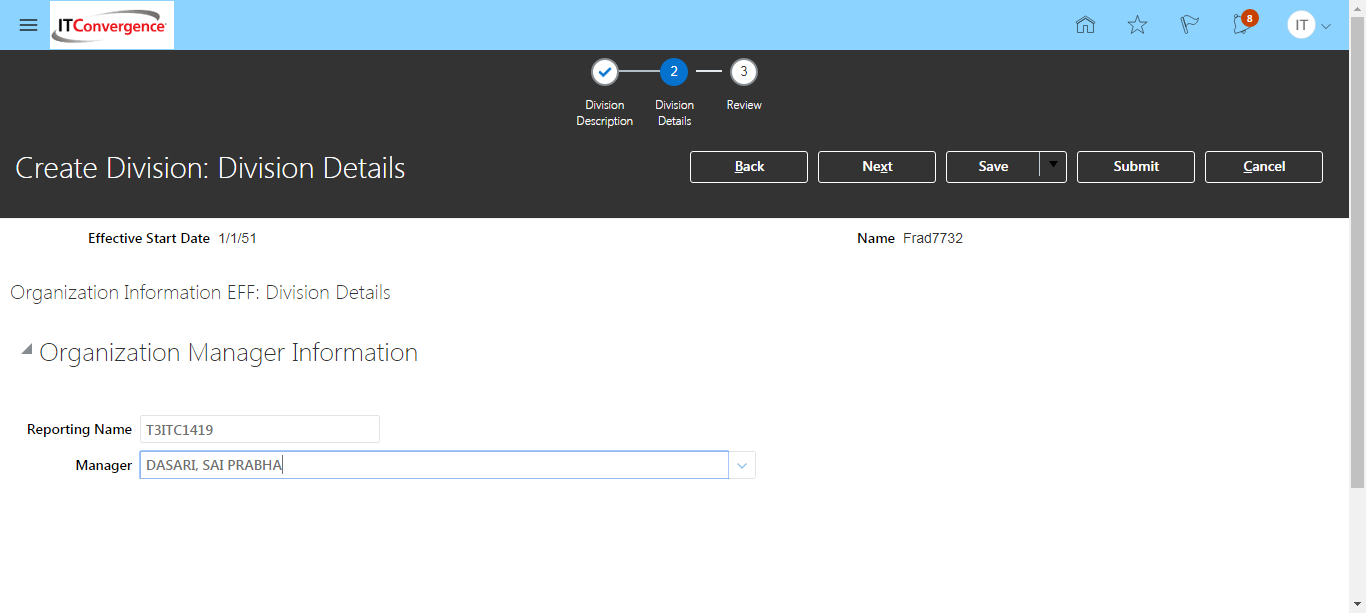 ITConvergence
8
IT
2
3
Division Description
Division Details
Review
Create Division: Division Details
Back
Next
Save
Submit
Cancel
Effective Start Date 1/1/51
Name Frad7732
Organization Information EFF: Division Details
Organization Manager Information
Reporting Name T3ITC1419
Manager DASARI, SAI PRABHA